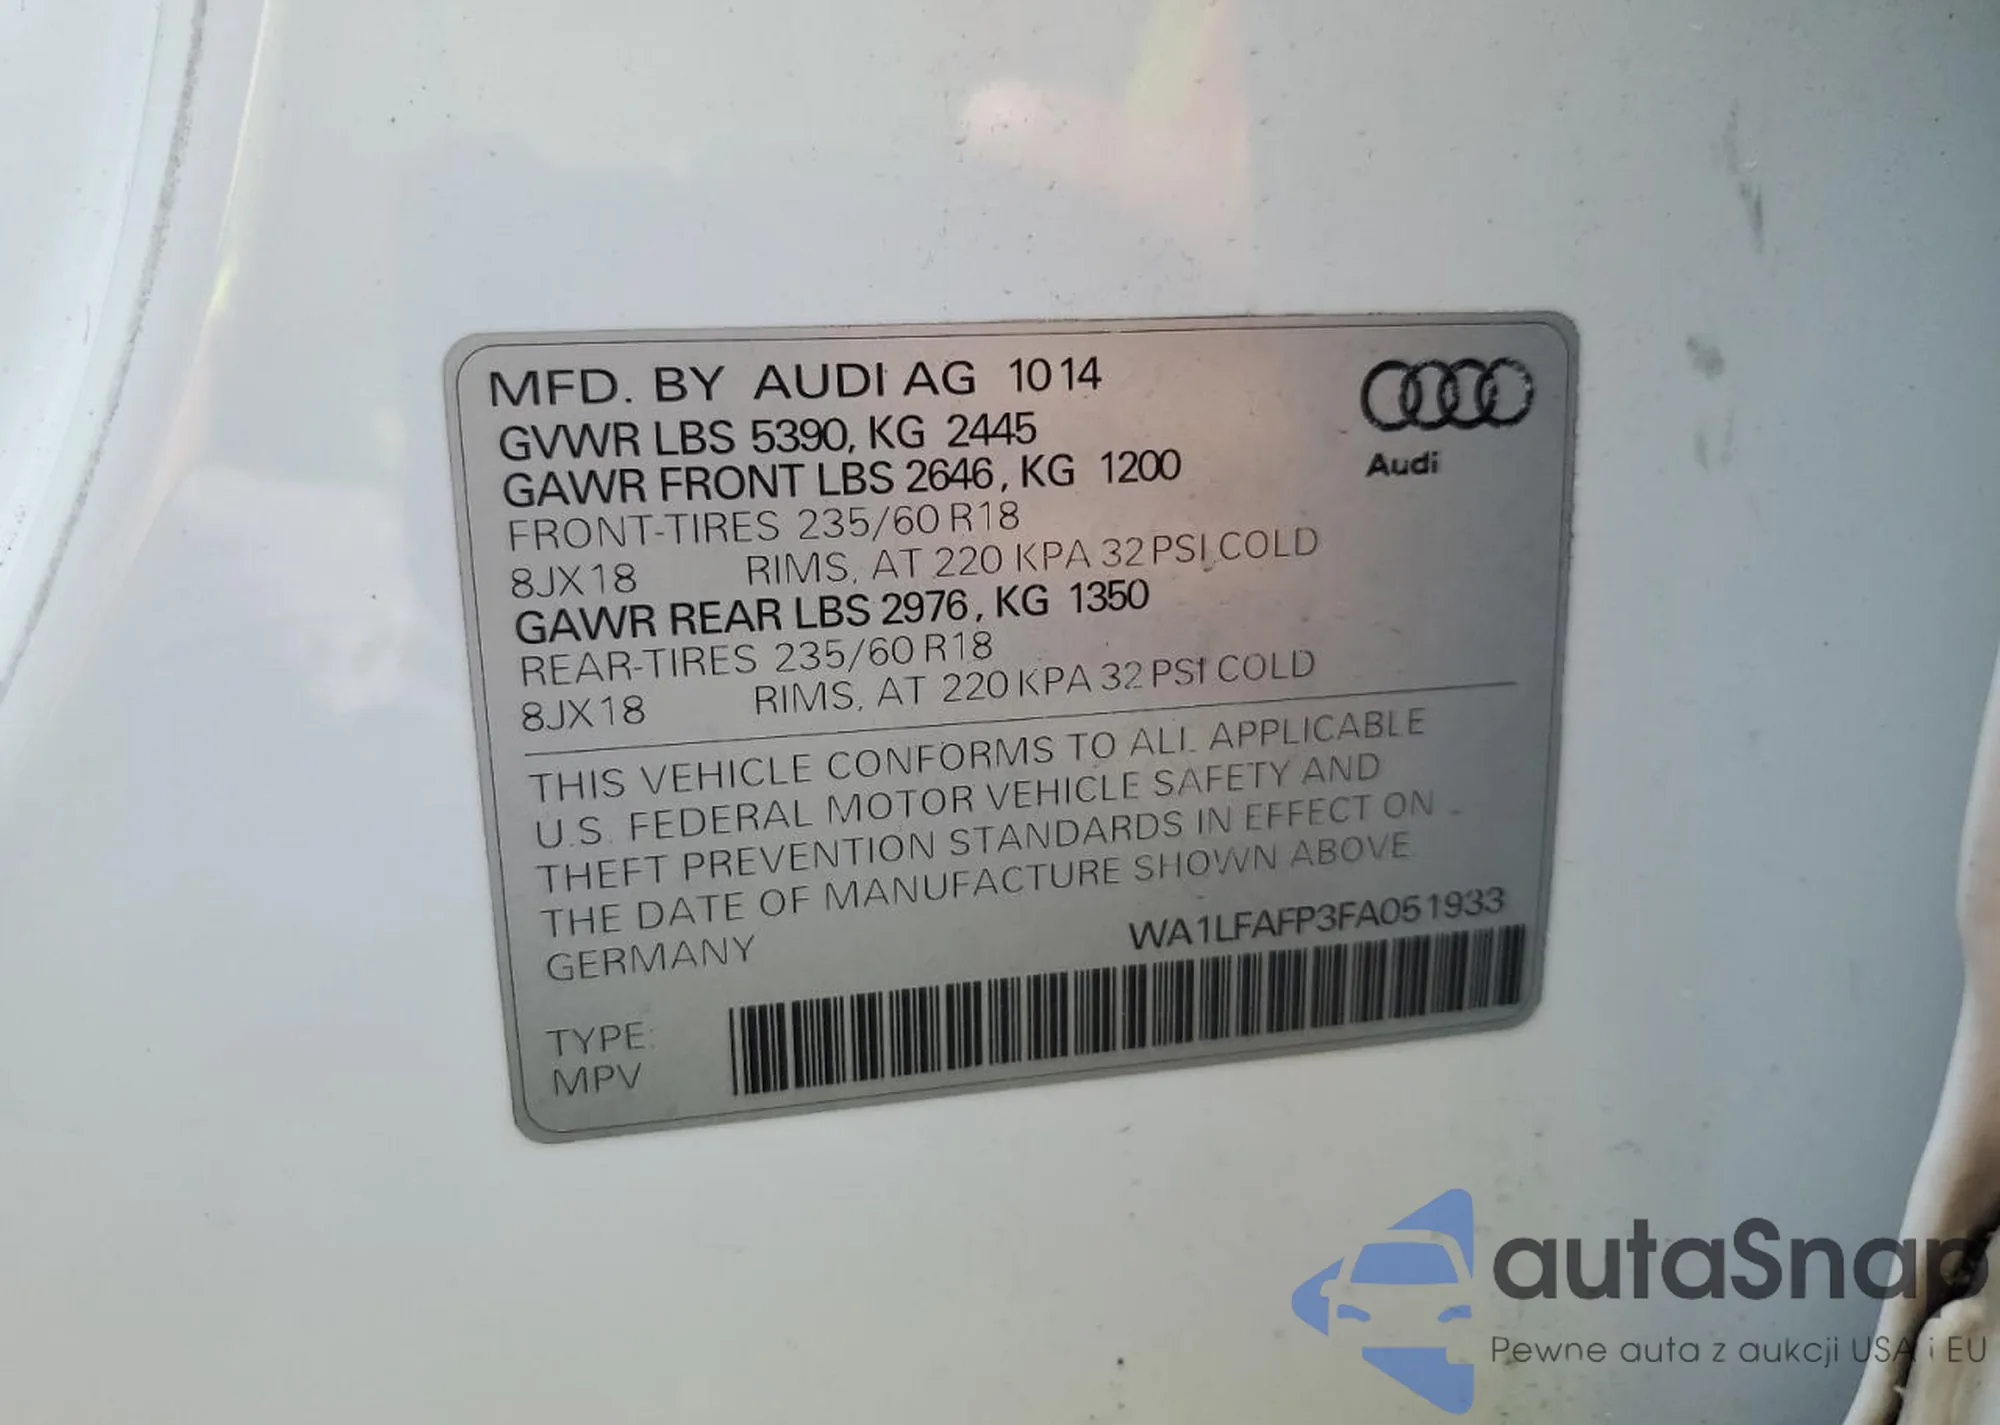 MFD. BY AUDI AG 1014
GVWR LBS 5390, KG 2445
GAWR FRONT LBS 2646, KG 1200
FRONT-TIRES 235/60 R18
8JX18 RIMS, AT 220 KPA 32 PSI COLD
GAWR REAR LBS 2976, KG 1350
REAR-TIRES 235/60 R18
8JX18 RIMS, AT 220 KPA 32 PSI COLD
THIS VEHICLE CONFORMS TO ALL APPLICABLE
U.S. FEDERAL MOTOR VEHICLE SAFETY AND
THEFT PREVENTION STANDARDS IN EFFECT ON
THE DATE OF MANUFACTURE SHOWN ABOVE
GERMANY
WA1LFAFP3FA051933
TYPE:
MPV
Audi
autaSnap
Pewne auta z aukcji USA i EU